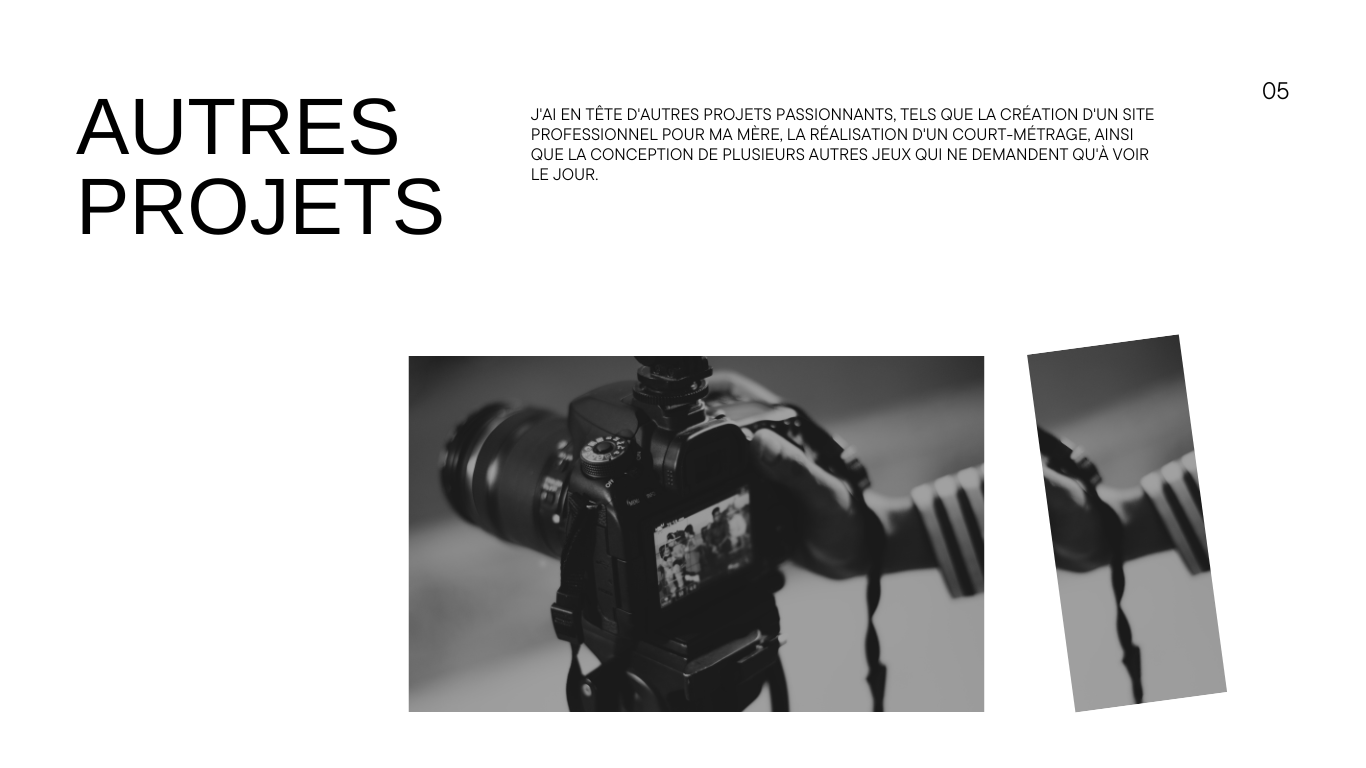 AUTRES
PROJETS
J'AI EN TÊTE D'AUTRES PROJETS PASSIONNANTS, TELS QUE LA CRÉATION D'UN SITE
PROFESSIONNEL POUR MA MÈRE, LA RÉALISATION D'UN COURT-MÉTRAGE, AINSI
QUE LA CONCEPTION DE PLUSIEURS AUTRES JEUX QUI NE DEMANDENT QU'À VOIR
LE JOUR.
05